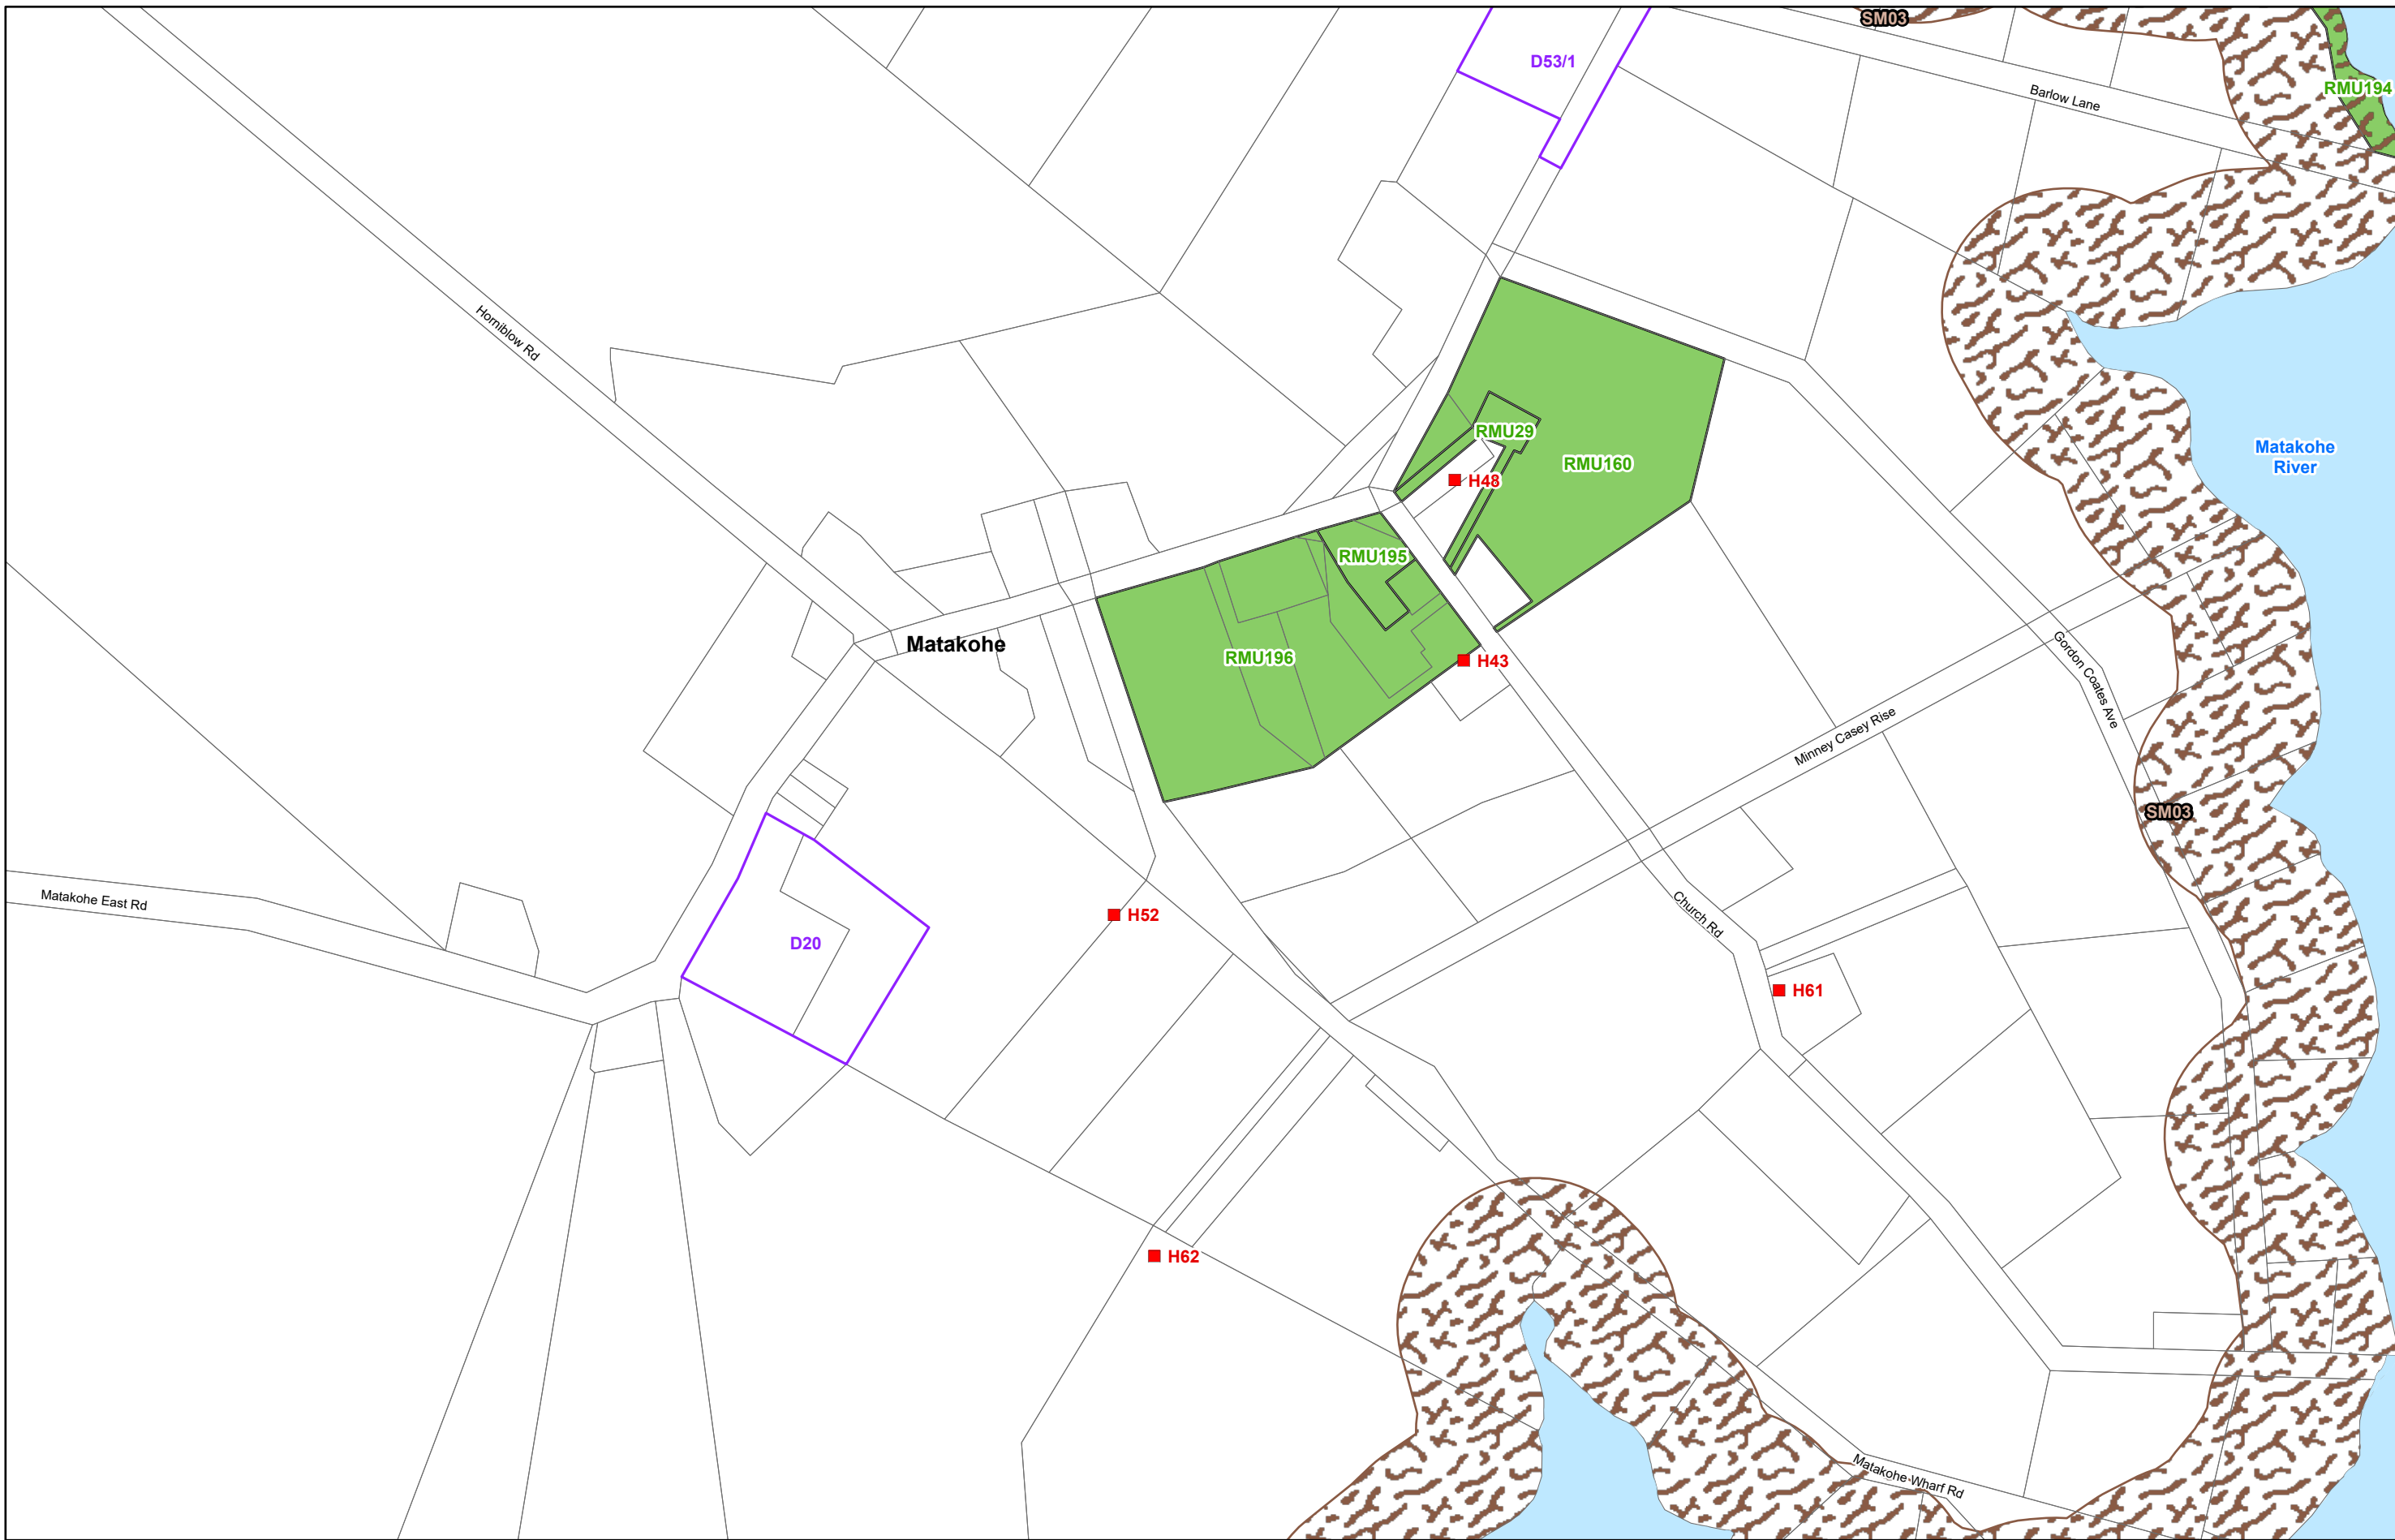 SM03
D53/1
RMU194
Barlow Lane
Horniblow Rd
RMU29
Matakohe
River
RMU160
H48
RMU195
Matakohe
RMU196
H43
Gordon Coates Ave
Minney Casey Rise
SM03
Matakohe East Rd
Church Rd
H52
D20
H61
H62
Matakohe Wharf Rd